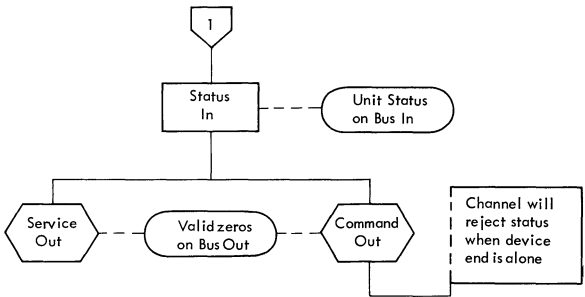 1
Status
In
Unit Status
on Bus In
Service
Out
Valid zeros
on Bus Out
Command
Out
Channel will
reject status
when device
end is alone